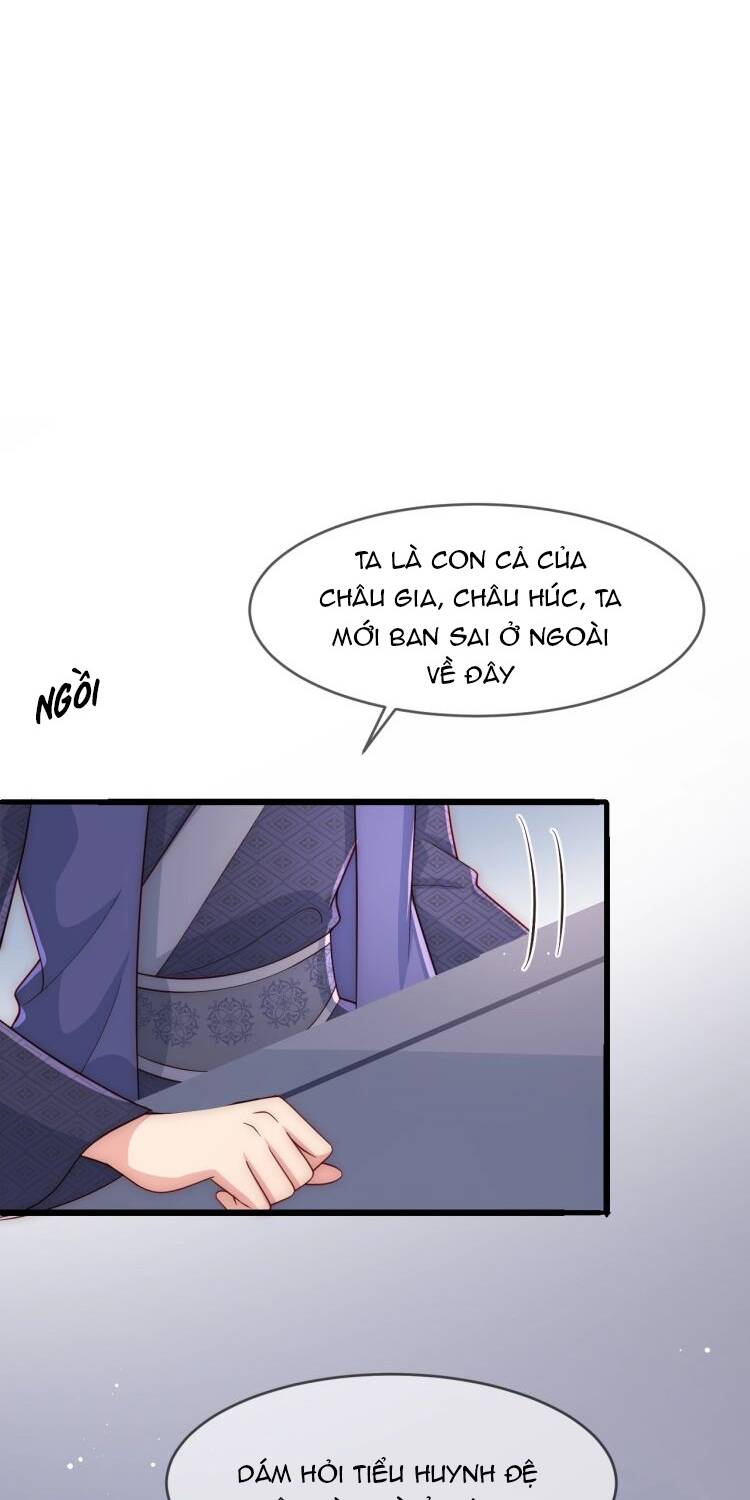 TA LÀ CON CẢ CỦA
CHÂU GIA, CHÂU HÚC, TA
MỚI BAN SAI Ở NGOÀI
VỀ ĐÂY
NGỒI
DÁM HỎI TIỂU HUYNH ĐỆ